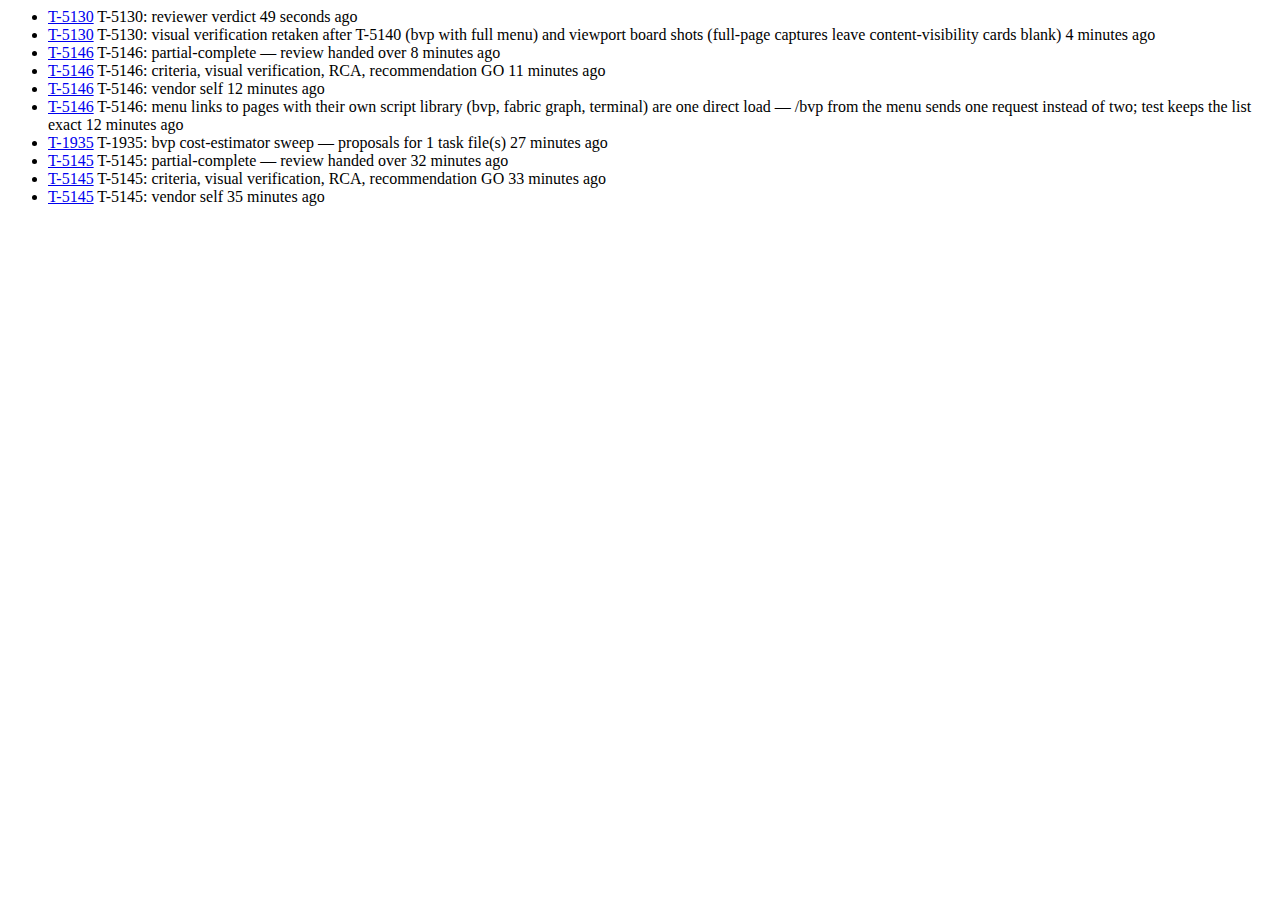 T-5130 T-5130: reviewer verdict 49 seconds ago
T-5130 T-5130: visual verification retaken after T-5140 (bvp with full menu) and viewport board shots (full-page captures leave content-visibility cards blank) 4 minutes ago
T-5146 T-5146: partial-complete — review handed over 8 minutes ago
T-5146 T-5146: criteria, visual verification, RCA, recommendation GO 11 minutes ago
T-5146 T-5146: vendor self 12 minutes ago
T-5146 T-5146: menu links to pages with their own script library (bvp, fabric graph, terminal) are one direct load — /bvp from the menu sends one request instead of two; test keeps the list
exact 12 minutes ago
T-1935 T-1935: bvp cost-estimator sweep — proposals for 1 task file(s) 27 minutes ago
T-5145 T-5145: partial-complete — review handed over 32 minutes ago
T-5145 T-5145: criteria, visual verification, RCA, recommendation GO 33 minutes ago
T-5145 T-5145: vendor self 35 minutes ago